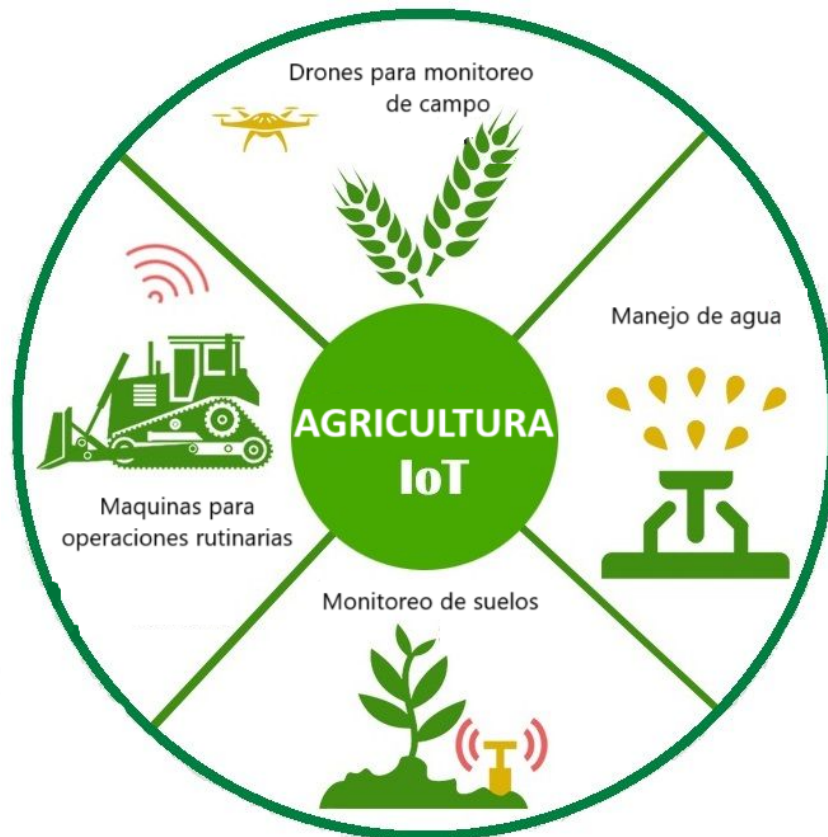 Drones para monitoreo
de campo
Manejo de agua
AGRICULTURA
IoT
Maquinas para
operaciones rutinarias
Monitoreo de suelos